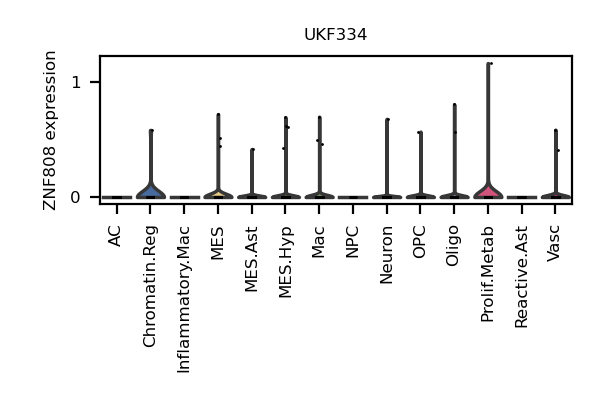 UKF334
ZNF808 expression
1
0
AC
Chromatin.Reg
Inflammatory.Mac
MES
MES.Ast
MES.Hyp
Mac
NPC
Neuron
OPC
Oligo
Prolif.Metab
Reactive.Ast
Vasc